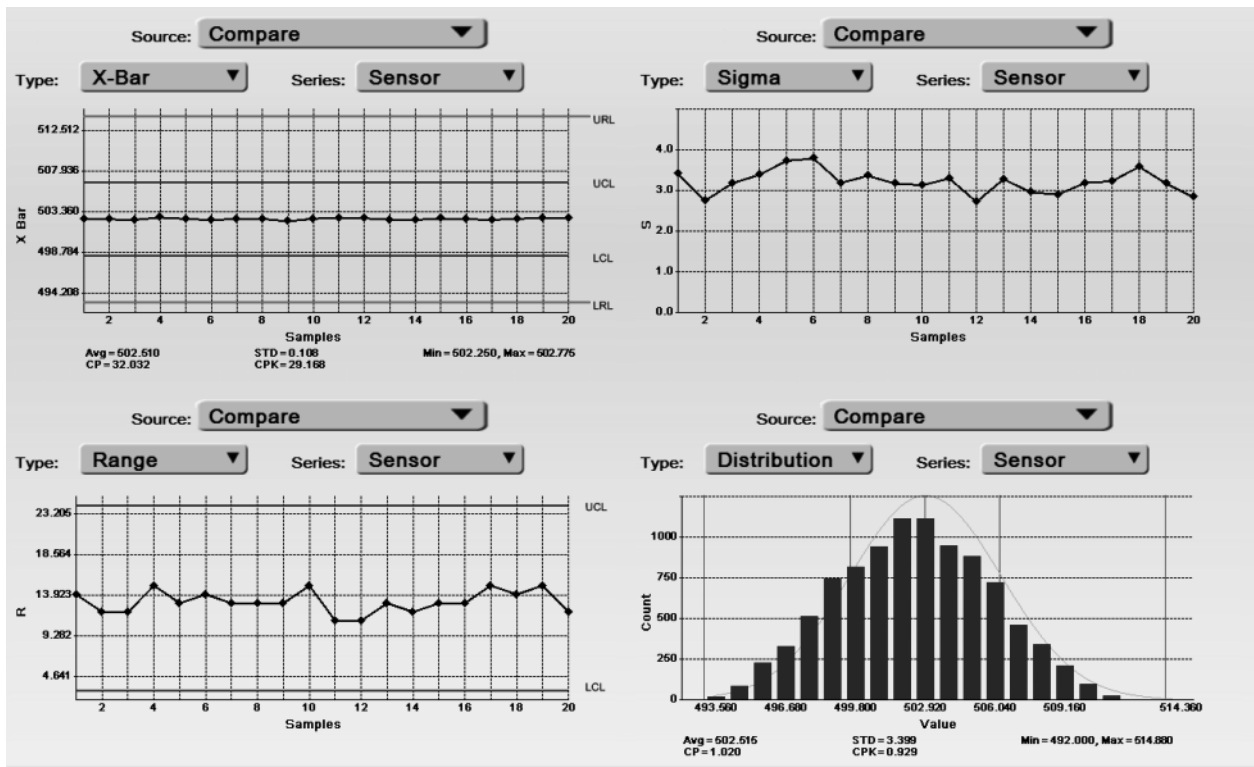 Source: Compare
Type: X-Bar Series: Sensor
512.512
507.936
503.360
498.784
494.208
X Bar
URL
UCL
LCL
LRL
2 4 6 8 10 12 14 16 18 20
Samples
Avg = 502.510 STD = 0.108 Min = 502.250, Max = 502.775
CP = 32.032 CPK = 29.168
Source: Compare
Type: Sigma Series: Sensor
4.0
3.0
2.0
1.0
0.0
S
2 4 6 8 10 12 14 16 18 20
Samples
Source: Compare
Type: Range Series: Sensor
23.205
18.564
13.923
9.282
4.641
R
UCL
LCL
2 4 6 8 10 12 14 16 18 20
Samples
Source: Compare
Type: Distribution Series: Sensor
1000
750
500
250
0
Count
493.560 496.680 499.800 502.920 506.040 509.160 514.360
Value
Avg = 502.515 STD = 3.399 Min = 492.000, Max = 514.880
CP = 1.020 CPK = 0.929